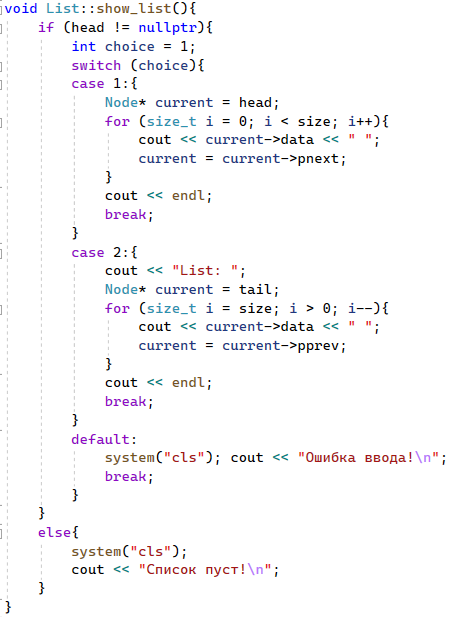 void List::show_list(){
    if (head != nullptr){
        int choice = 1;
        switch (choice){
        case 1:{
            Node* current = head;
            for (size_t i = 0; i < size; i++){
                cout << current->data << " ";
                current = current->pnext;
            }
            cout << endl;
            break;
        }
        case 2:{
            cout << "List: ";
            Node* current = tail;
            for (size_t i = size; i > 0; i--){
                cout << current->data << " ";
                current = current->pprev;
            }
            cout << endl;
            break;
        }
        default:
            system("cls"); cout << "Ошибка ввода!\n";
            break;
        }
    }
    else{
        system("cls");
        cout << "Список пуст!\n";
    }
}